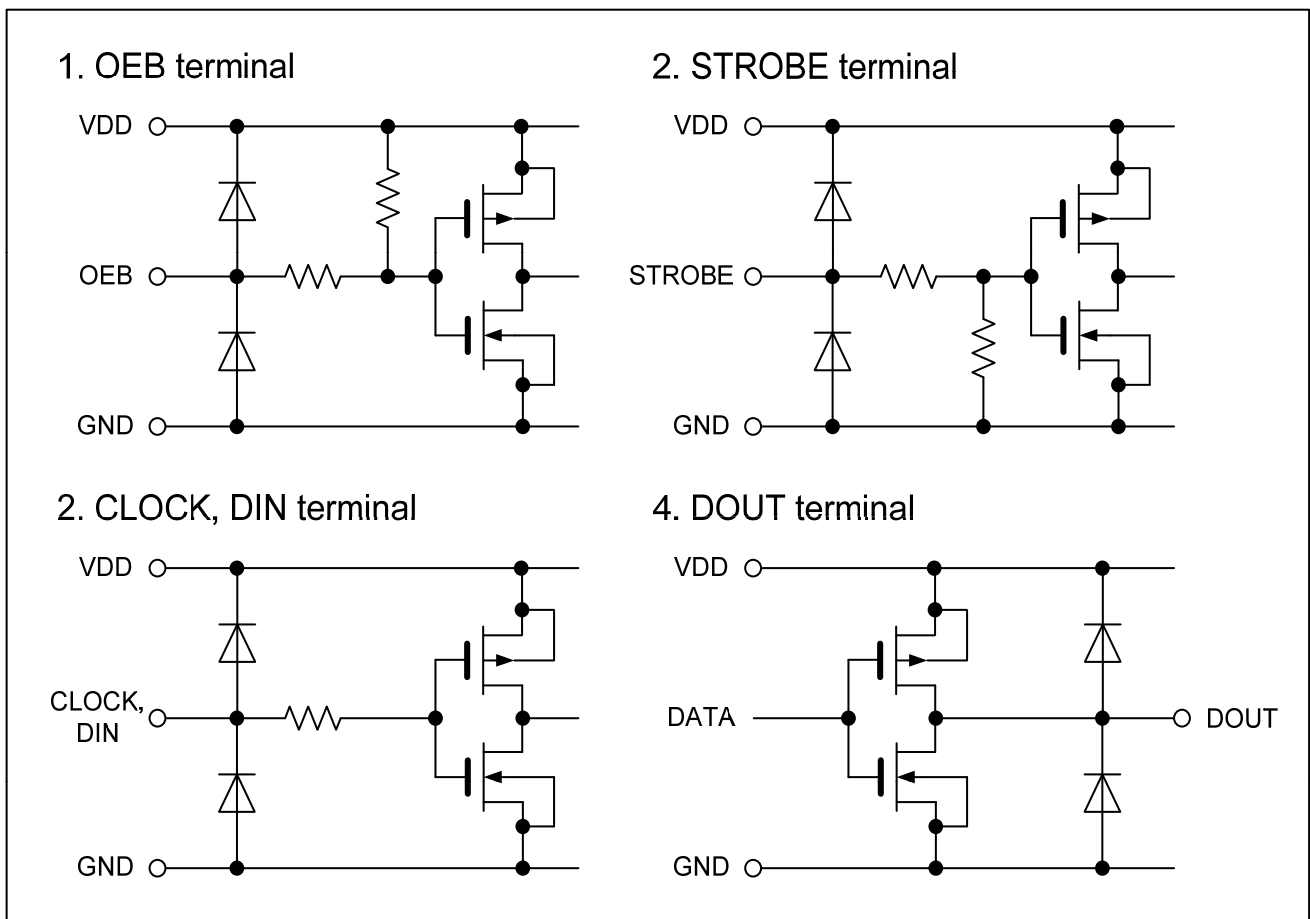 1. OEB terminal
VDD
OEB
GND
2. STROBE terminal
VDD
STROBE
GND
2. CLOCK, DIN terminal
VDD
CLOCK,
DIN
GND
4. DOUT terminal
VDD
DATA
DOUT
GND